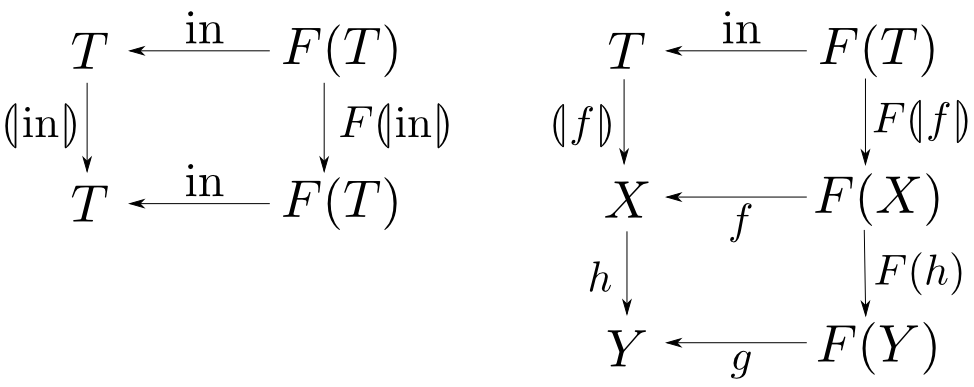 in in
T F(T) T F(T)
⦇in⦈ F⦇in⦈ ⦇f⦈ F⦇f⦈
in
T F(T) X F(X)
f
h F(h)
Y F(Y)
g